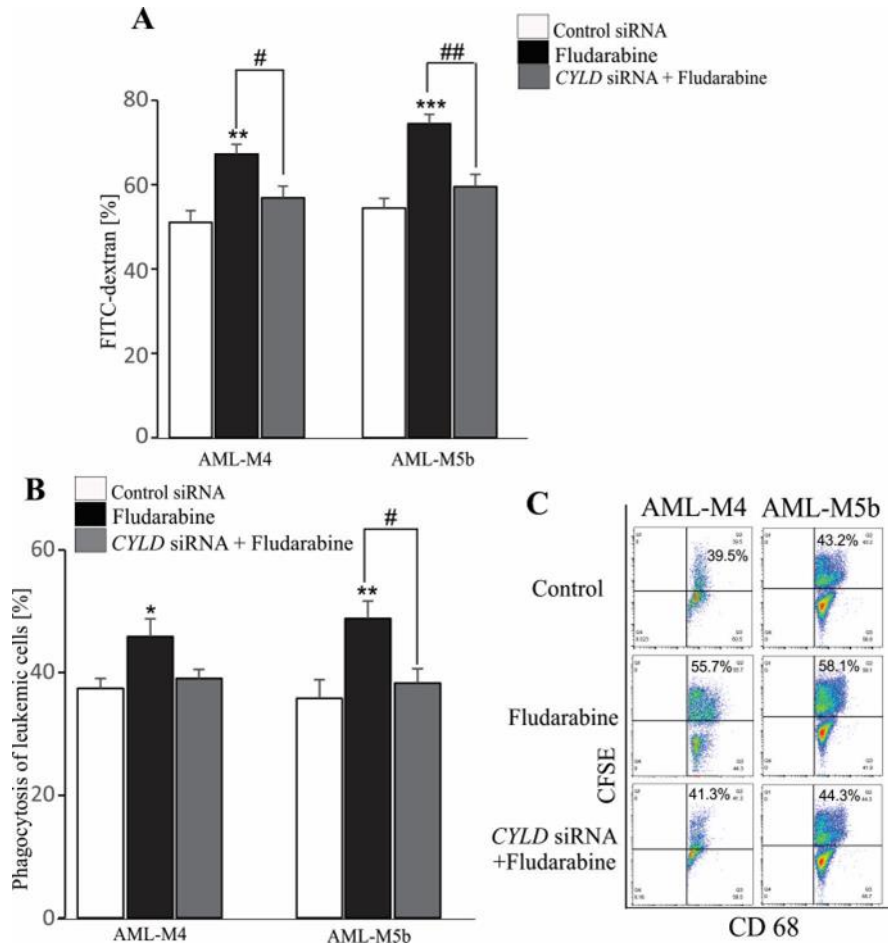 A
Control siRNA
Fludarabine
CYLD siRNA + Fludarabine
#
##
**
***
FITC-dextran [%]
80
60
40
20
0
AML-M4
AML-M5b
B
Control siRNA
Fludarabine
CYLD siRNA + Fludarabine
#
*
**
Phagocytosis of leukemic cells [%]
60
40
20
0
AML-M4
AML-M5b
C
AML-M4
AML-M5b
Control
39.5%
43.2%
Fludarabine
55.7%
58.1%
CYLD siRNA
+Fludarabine
41.3%
44.3%
CFSE
CD 68